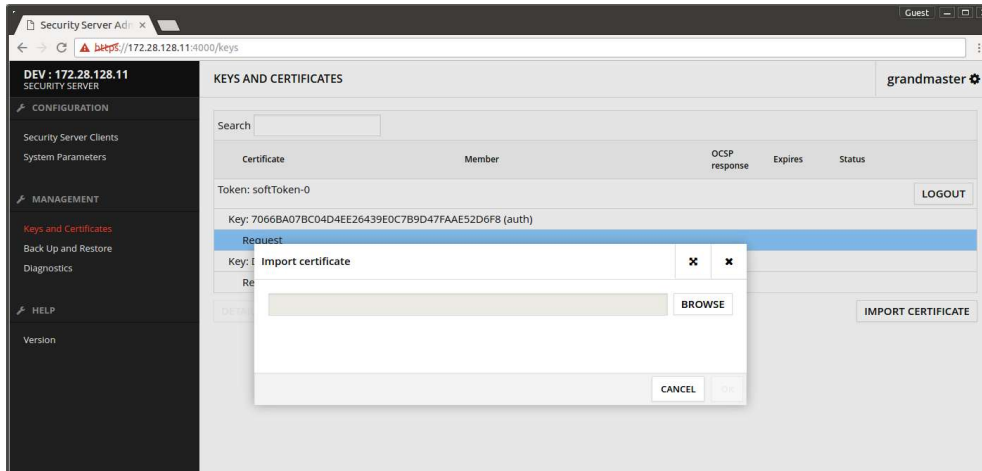 Guest
Security Server Adm
https://172.28.128.11:4000/keys
DEV : 172.28.128.11
SECURITY SERVER
KEYS AND CERTIFICATES
grandmaster
CONFIGURATION
Security Server Clients
System Parameters
MANAGEMENT
Keys and Certificates
Back Up and Restore
Diagnostics
HELP
Version
Search
Certificate Member OCSP response Expires Status
Token: softToken-0
LOGOUT
Key: 7066BA07BC04D4EE26439E0C7B9D47FAAE52D6F8 (auth)
Request
Key:
Re
Import certificate
BROWSE
IMPORT CERTIFICATE
CANCEL
OK